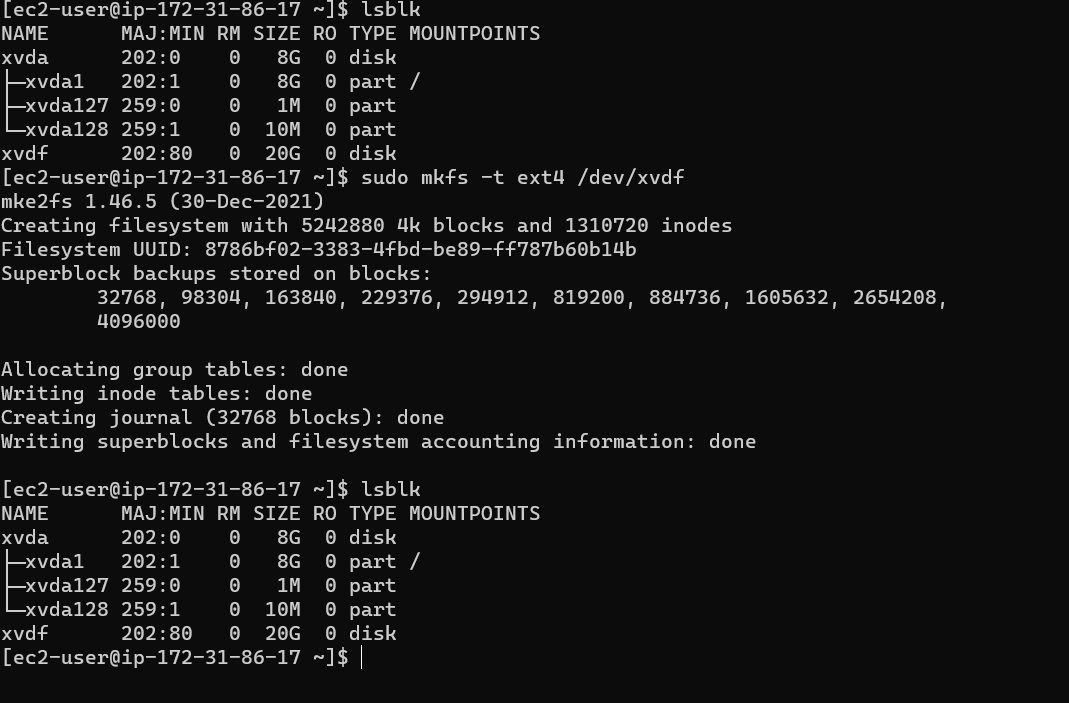 [ec2-user@ip-172-31-86-17 ~]$ lsblk
NAME      MAJ:MIN RM SIZE RO TYPE MOUNTPOINTS
xvda      202:0    0   8G  0 disk
├─xvda1   202:1    0   8G  0 part /
├─xvda127 259:0    0   1M  0 part
└─xvda128 259:1    0  10M  0 part
xvdf      202:80   0  20G  0 disk
[ec2-user@ip-172-31-86-17 ~]$ sudo mkfs -t ext4 /dev/xvdf
mke2fs 1.46.5 (30-Dec-2021)
Creating filesystem with 5242880 4k blocks and 1310720 inodes
Filesystem UUID: 8786bf02-3383-4fbd-be89-ff787b60b14b
Superblock backups stored on blocks:
        32768, 98304, 163840, 229376, 294912, 819200, 884736, 1605632, 2654208,
        4096000

Allocating group tables: done
Writing inode tables: done
Creating journal (32768 blocks): done
Writing superblocks and filesystem accounting information: done

[ec2-user@ip-172-31-86-17 ~]$ lsblk
NAME      MAJ:MIN RM SIZE RO TYPE MOUNTPOINTS
xvda      202:0    0   8G  0 disk
├─xvda1   202:1    0   8G  0 part /
├─xvda127 259:0    0   1M  0 part
└─xvda128 259:1    0  10M  0 part
xvdf      202:80   0  20G  0 disk
[ec2-user@ip-172-31-86-17 ~]$